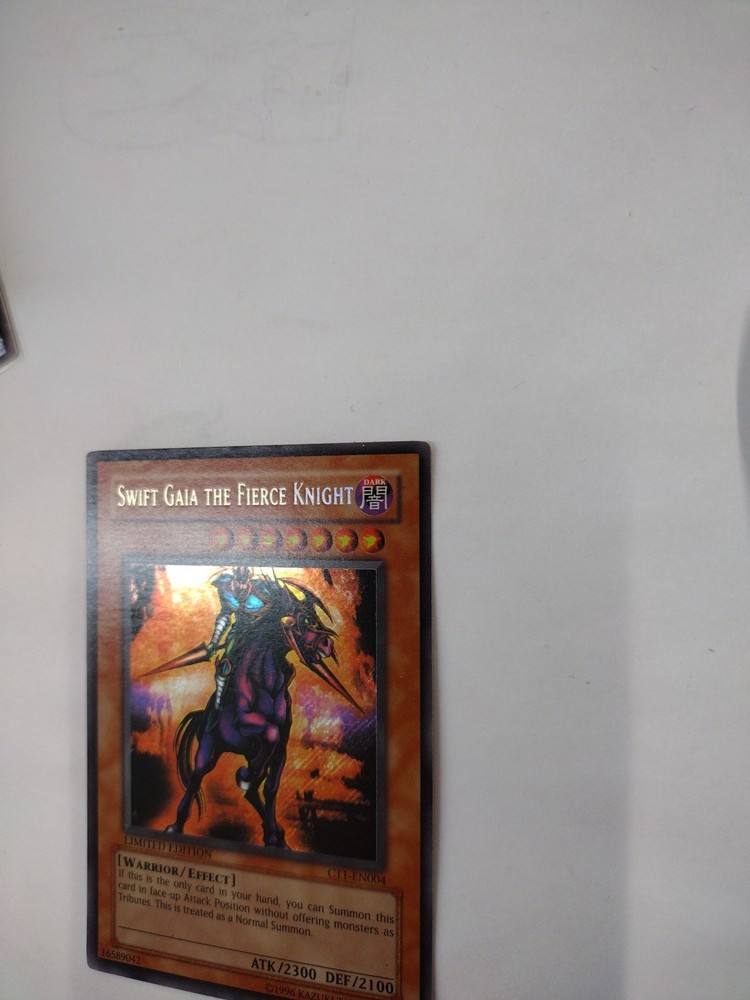 SWIFT GAIA THE FIERCE KNIGHT
DARK
闇
LIMITED EDITION
CT1-EN004
[WARRIOR/EFFECT]
If this is the only card in your hand, you can Summon this
card in face-up Attack Position without offering monsters as
Tributes. This is treated as a Normal Summon.
ATK/2300 DEF/2100
16589042
©1996 KAZUKI